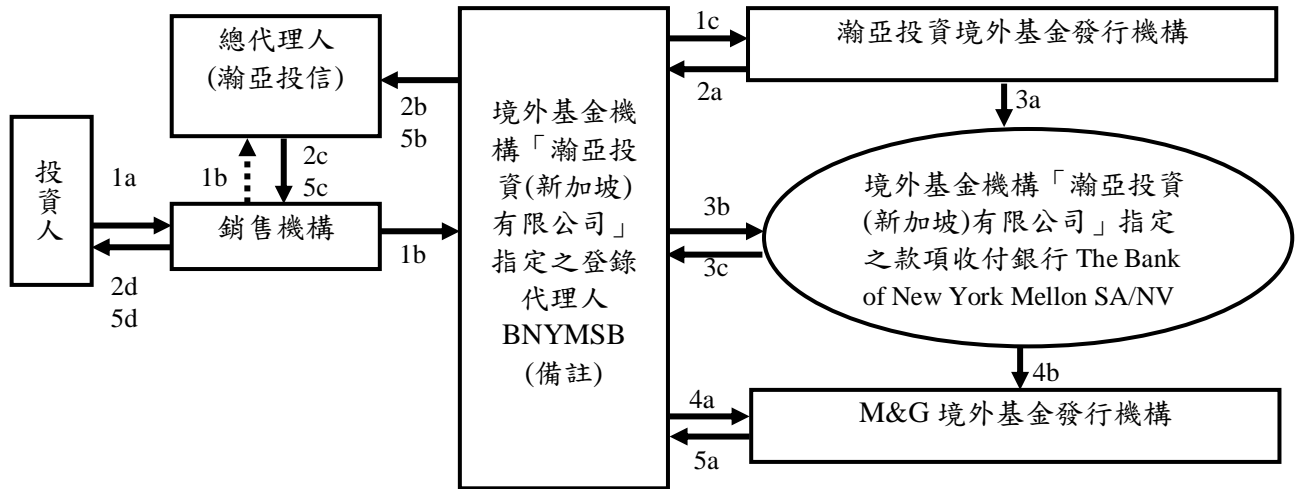 總代理人
(瀚亞投信)
投
資
人
銷售機構
1a
2d
5d
1b
2c
5c
2b
5b
1b
境外基金機
構「瀚亞投
資(新加坡)
有限公司」
指定之登錄
代理人
BNYMSB
(備註)
1c
2a
瀚亞投資境外基金發行機構
3a
3b
3c
境外基金機構「瀚亞投資
(新加坡)有限公司」指定
之款項收付銀行 The Bank
of New York Mellon SA/NV
4b
4a
5a
M&G 境外基金發行機構